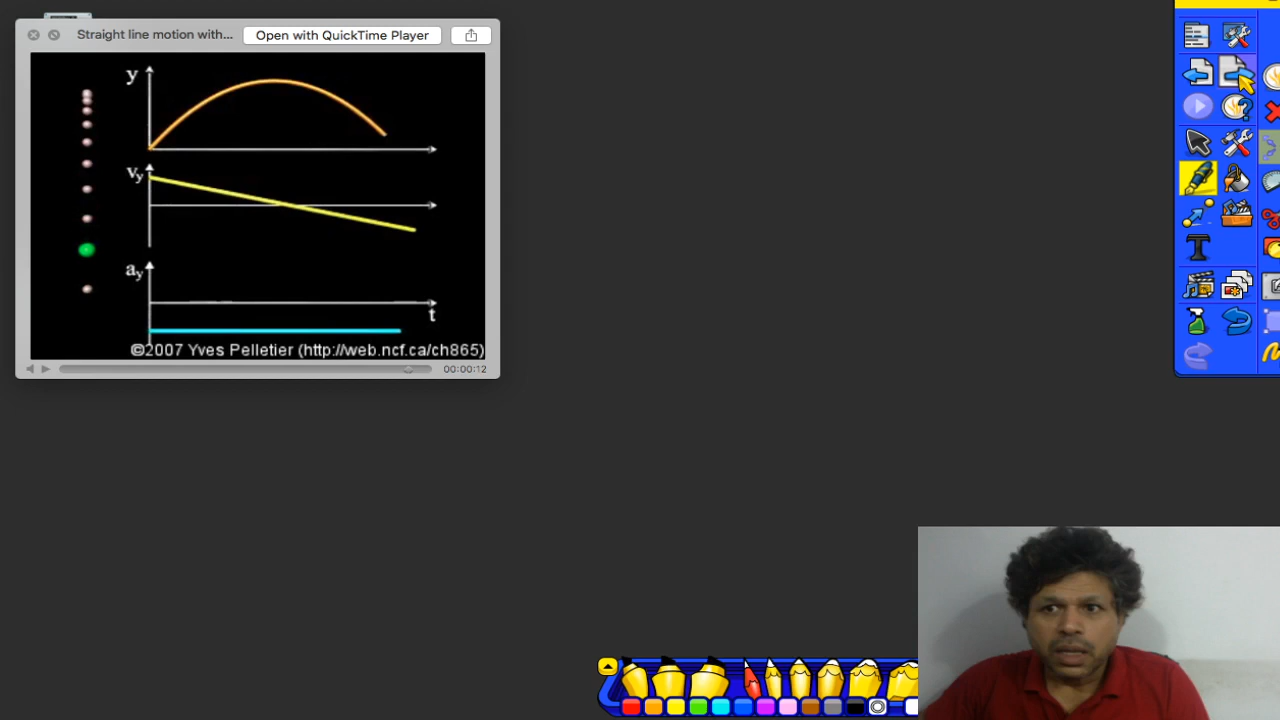 Straight line motion with...
Open with QuickTime Player
y
vy
ay
t
©2007 Yves Pelletier (http://web.ncf.ca/ch865)
00:00:12
T